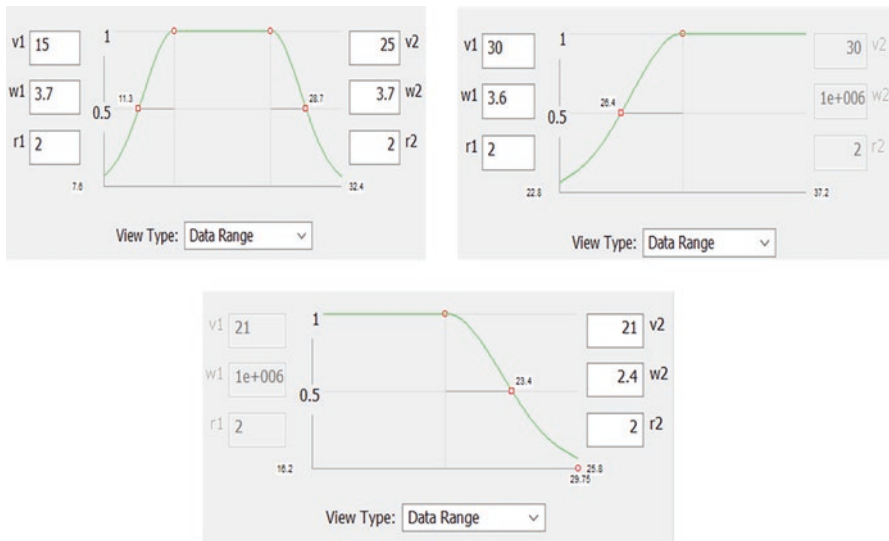 v1 15
1
25 v2
w1 3.7
11.3
28.7
3.7 w2
0.5
r1 2
2 r2
7.6
32.4
View Type: Data Range
v1 30
1
30 v2
w1 3.6
26.4
1e+006 w2
0.5
r1 2
2 r2
22.8
37.2
View Type: Data Range
v1 21
1
21 v2
w1 1e+006
23.4
2.4 w2
0.5
r1 2
2 r2
16.2
25.8
29.75
View Type: Data Range